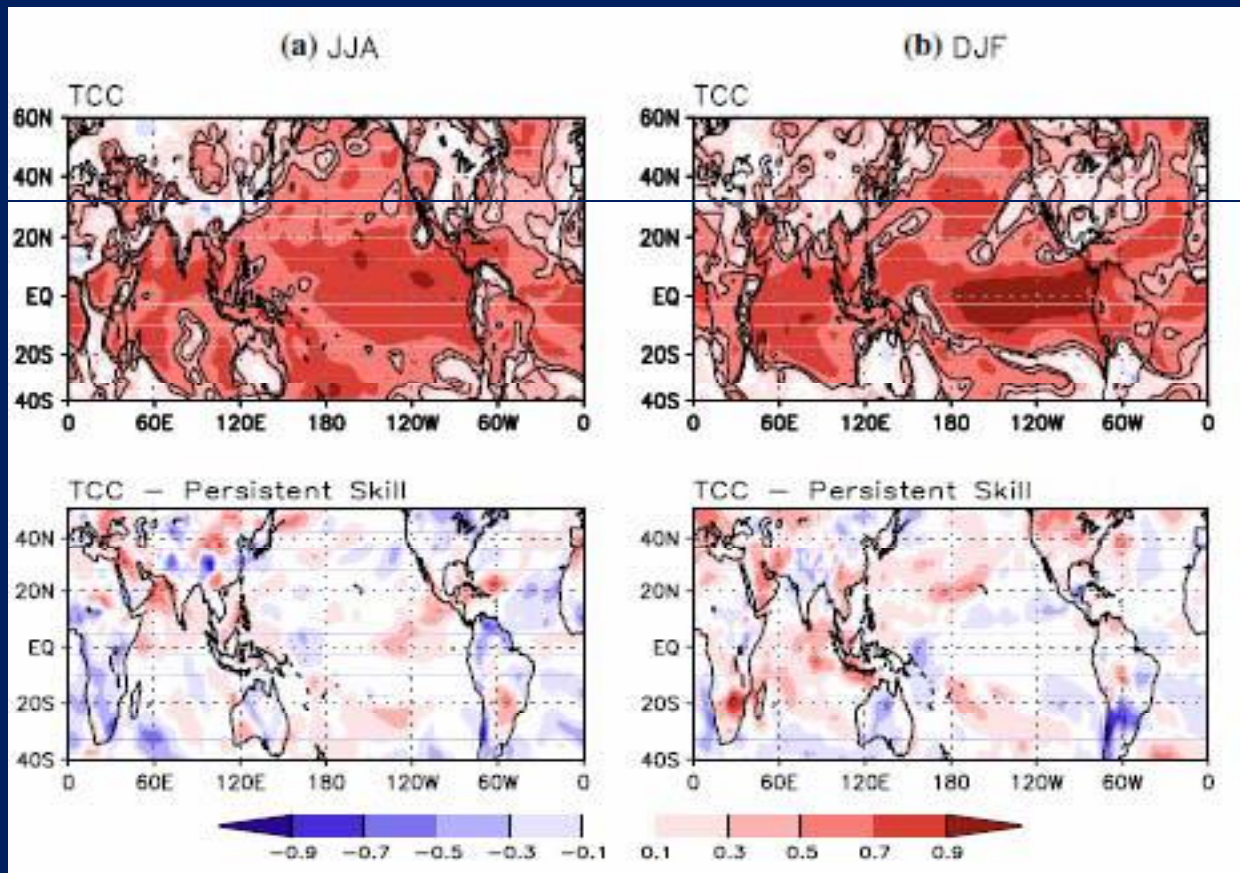 (a) JJA
(b) DJF
TCC
TCC
60N
40N
20N
EQ
20S
40S
0 60E 120E 180 120W 60W 0
0 60E 120E 180 120W 60W 0
TCC – Persistent Skill
TCC – Persistent Skill
40N
20N
EQ
20S
40S
40N
20N
EQ
20S
40S
60N
40N
20N
EQ
20S
40S
0 60E 120E 180 120W 60W 0
0 60E 120E 180 120W 60W 0
−0.9 −0.7 −0.5 −0.3 −0.1 0.1 0.3 0.5 0.7 0.9